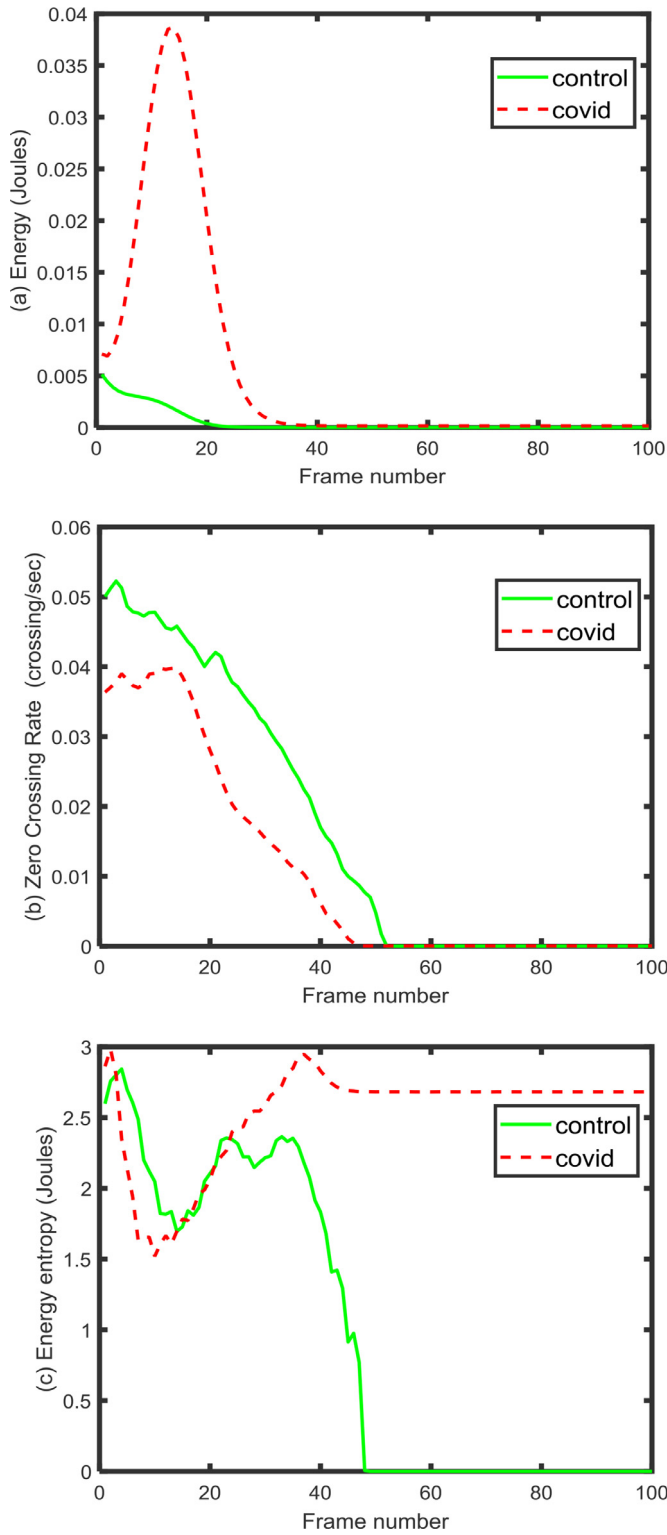 0.04
0.035
0.03
0.025
0.02
0.015
0.01
0.005
0
(a) Energy (Joules)
control
covid
0 20 40 60 80 100
Frame number
0.06
0.05
0.04
0.03
0.02
0.01
0
(b) Zero Crossing Rate (crossing/sec)
control
covid
0 20 40 60 80 100
Frame number
3
2.5
2
1.5
1
0.5
0
(c) Energy entropy (Joules)
control
covid
0 20 40 60 80 100
Frame number